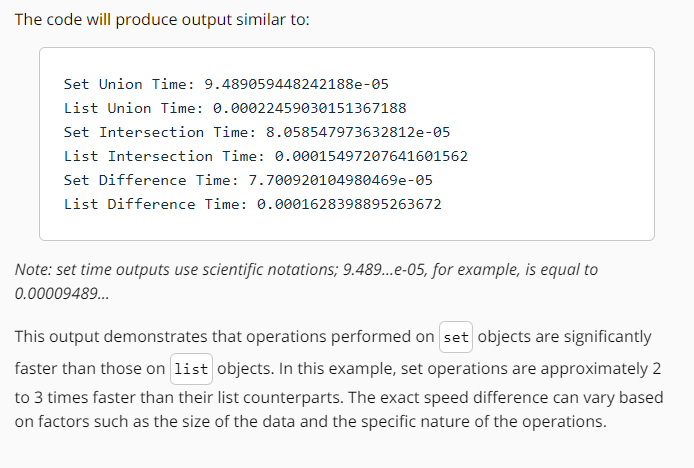 The code will produce output similar to:
Set Union Time: 9.489059448242188e-05
List Union Time: 0.00022459030151367188
Set Intersection Time: 8.058547973632812e-05
List Intersection Time: 0.00015497207641601562
Set Difference Time: 7.700920104980469e-05
List Difference Time: 0.0001628398895263672
Note: set time outputs use scientific notations; 9.489...e-05, for example, is equal to
0.00009489...
This output demonstrates that operations performed on set objects are significantly
faster than those on list objects. In this example, set operations are approximately 2
to 3 times faster than their list counterparts. The exact speed difference can vary based
on factors such as the size of the data and the specific nature of the operations.